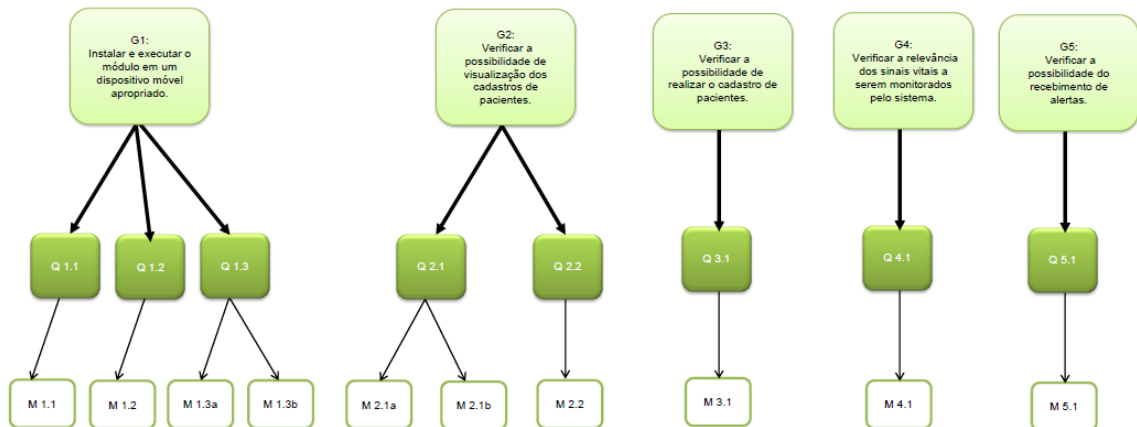 G1:
Instalar e executar o
módulo em um
dispositivo móvel
apropriado.
G2:
Verificar a
possibilidade de
visualização dos
cadastros de
pacientes.
G3:
Verificar a
possibilidade de
realizar o cadastro de
pacientes.
G4:
Verificar a relevância
dos sinais vitais a
serem monitorados
pelo sistema.
G5:
Verificar a
possibilidade do
recebimento de
alertas.
Q 1.1
Q 1.2
Q 1.3
Q 2.1
Q 2.2
Q 3.1
Q 4.1
Q 5.1
M 1.1
M 1.2
M 1.3a
M 1.3b
M 2.1a
M 2.1b
M 2.2
M 3.1
M 4.1
M 5.1